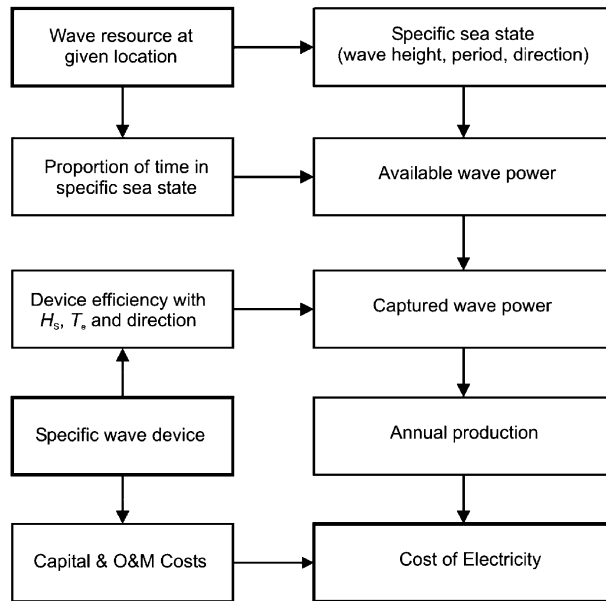 Wave resource at
given location
Specific sea state
(wave height, period, direction)
Proportion of time in
specific sea state
Available wave power
Device efficiency with
Hs, Te and direction
Captured wave power
Specific wave device
Annual production
Capital & O&M Costs
Cost of Electricity